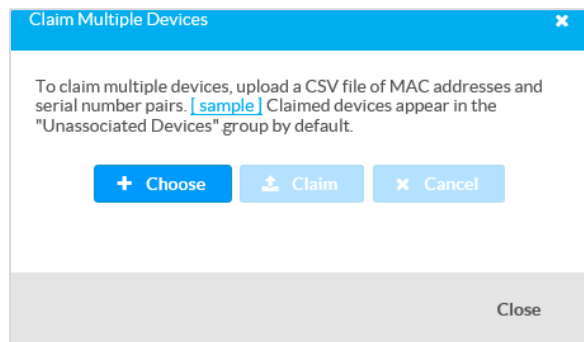 Claim Multiple Devices
To claim multiple devices, upload a CSV file of MAC addresses and
serial number pairs. [ sample ] Claimed devices appear in the
"Unassociated Devices" group by default.
Choose
Claim
Cancel
Close